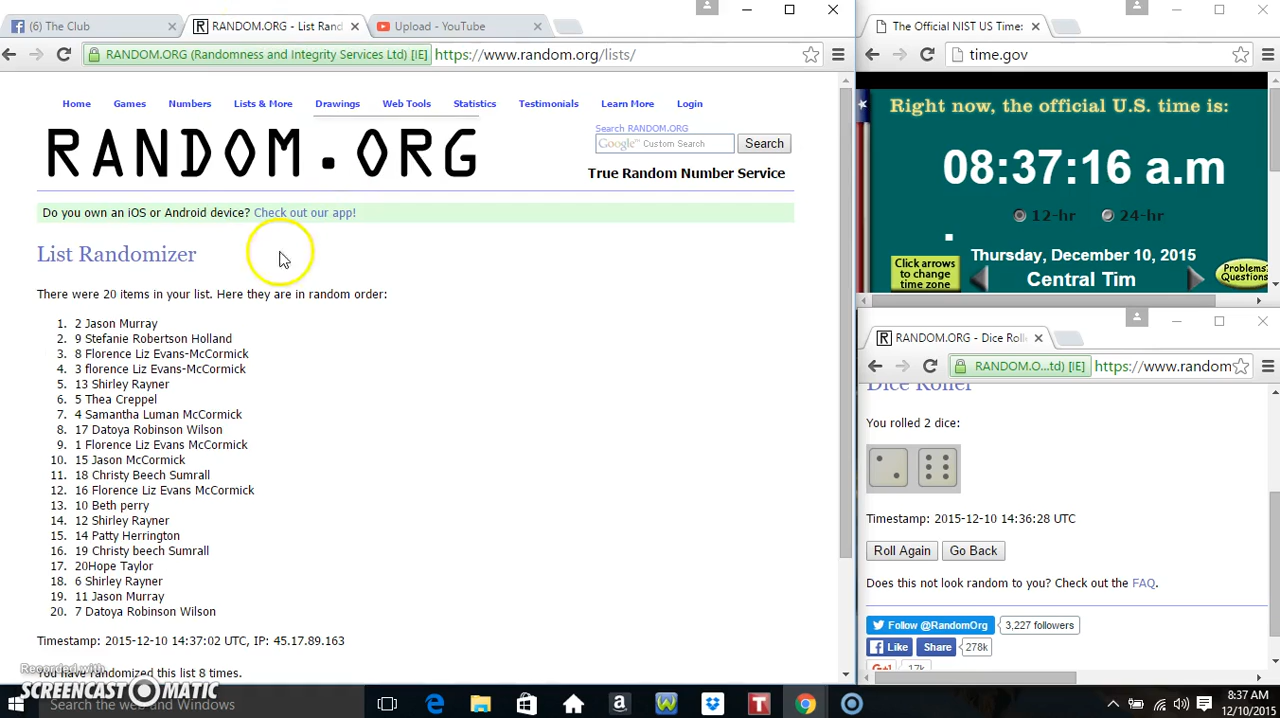 (6) The Club
RANDOM.ORG - List Rand
Upload - YouTube
RANDOM.ORG (Randomness and Integrity Services Ltd) [IE] https://www.random.org/lists/
Home Games Numbers Lists & More Drawings Web Tools Statistics Testimonials Learn More Login
RANDOM.ORG
Search RANDOM.ORG
Google™ Custom Search Search
True Random Number Service
Do you own an iOS or Android device? Check out our app!
List Randomizer
There were 20 items in your list. Here they are in random order:
1. 2 Jason Murray
2. 9 Stefanie Robertson Holland
3. 8 Florence Liz Evans-McCormick
4. 3 florence Liz Evans-McCormick
5. 13 Shirley Rayner
6. 5 Thea Creppel
7. 4 Samantha Luman McCormick
8. 17 Datoya Robinson Wilson
9. 1 Florence Liz Evans McCormick
10. 15 Jason McCormick
11. 18 Christy Beech Sumrall
12. 16 Florence Liz Evans McCormick
13. 10 Beth perry
14. 12 Shirley Rayner
15. 14 Patty Herrington
16. 19 Christy beech Sumrall
17. 20Hope Taylor
18. 6 Shirley Rayner
19. 11 Jason Murray
20. 7 Datoya Robinson Wilson
Timestamp: 2015-12-10 14:37:02 UTC, IP: 45.17.89.163
You have randomized this list 8 times.
Recorded with
SCREENCAST MATIC
Search the web and Windows
The Official NIST US Time:
time.gov
Right now, the official U.S. time is:
08:37:16 a.m
12-hr 24-hr
Thursday, December 10, 2015
Click arrows
to change
time zone
Central Tim
Problems?
Questions?
RANDOM.ORG - Dice Rolle
RANDOM.O...td) [IE] https://www.random
Dice Roller
You rolled 2 dice:
Timestamp: 2015-12-10 14:36:28 UTC
Roll Again Go Back
Does this not look random to you? Check out the FAQ.
Follow @RandomOrg 3,227 followers
Like Share 278k
G+1 17k
8:37 AM
12/10/2015